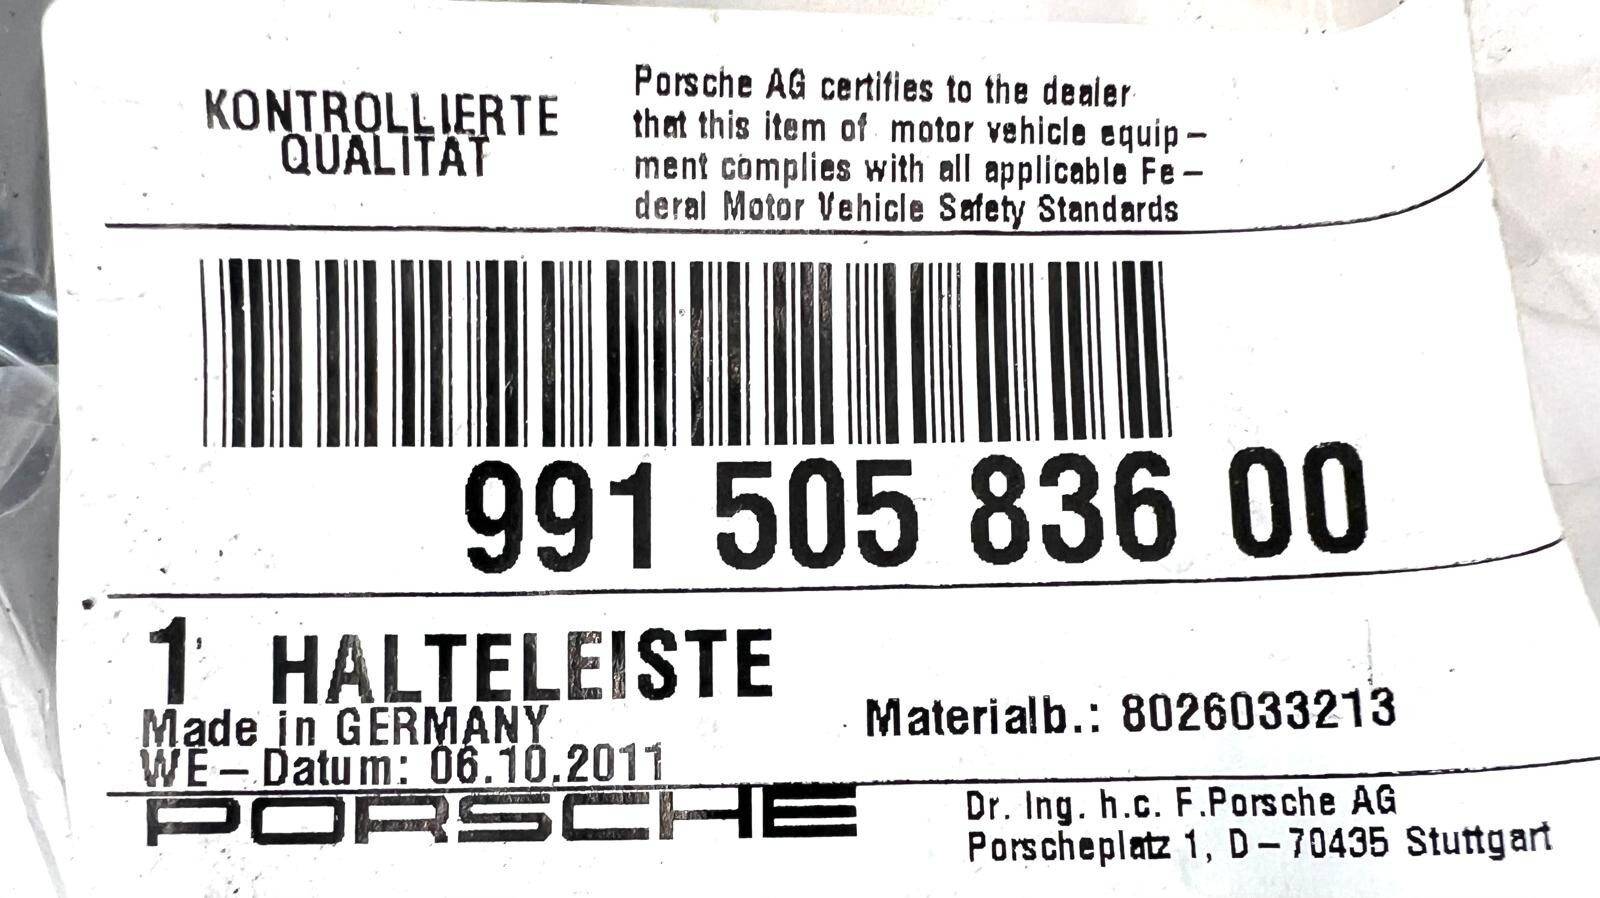 KONTROLLIERTE
QUALITÄT
Porsche AG certifies to the dealer
that this item of motor vehicle equip-
ment complies with all applicable Fe-
deral Motor Vehicle Safety Standards
991 505 836 00
1 HALTELEISTE
Made in GERMANY
Materialb.: 8026033213
WE-Datum: 06.10.2011
PORSCHE
Dr. Ing. h.c. F.Porsche AG
Porscheplatz 1, D-70435 Stuttgart